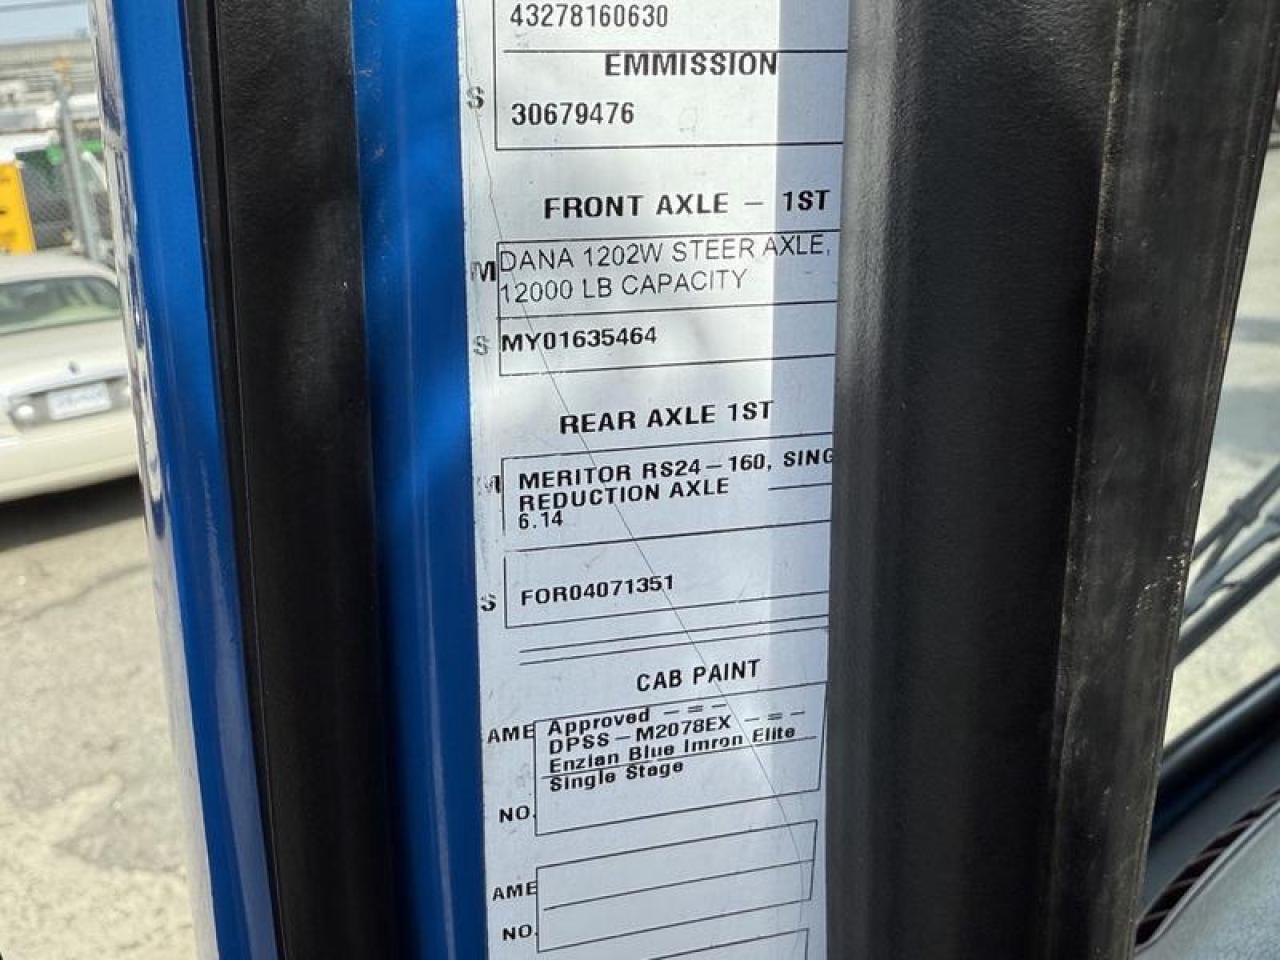 43278160630
EMMISSION
S
30679476
FRONT AXLE – 1ST
M
DANA 1202W STEER AXLE,
12000 LB CAPACITY
S MY01635464
REAR AXLE 1ST
M
MERITOR RS24–160, SING
REDUCTION AXLE
6.14
S FOR04071351
CAB PAINT
AME
Approved – = –
DPSS–M2078EX – = –
Enzian Blue Imron Elite
Single Stage
NO.
AME
NO.